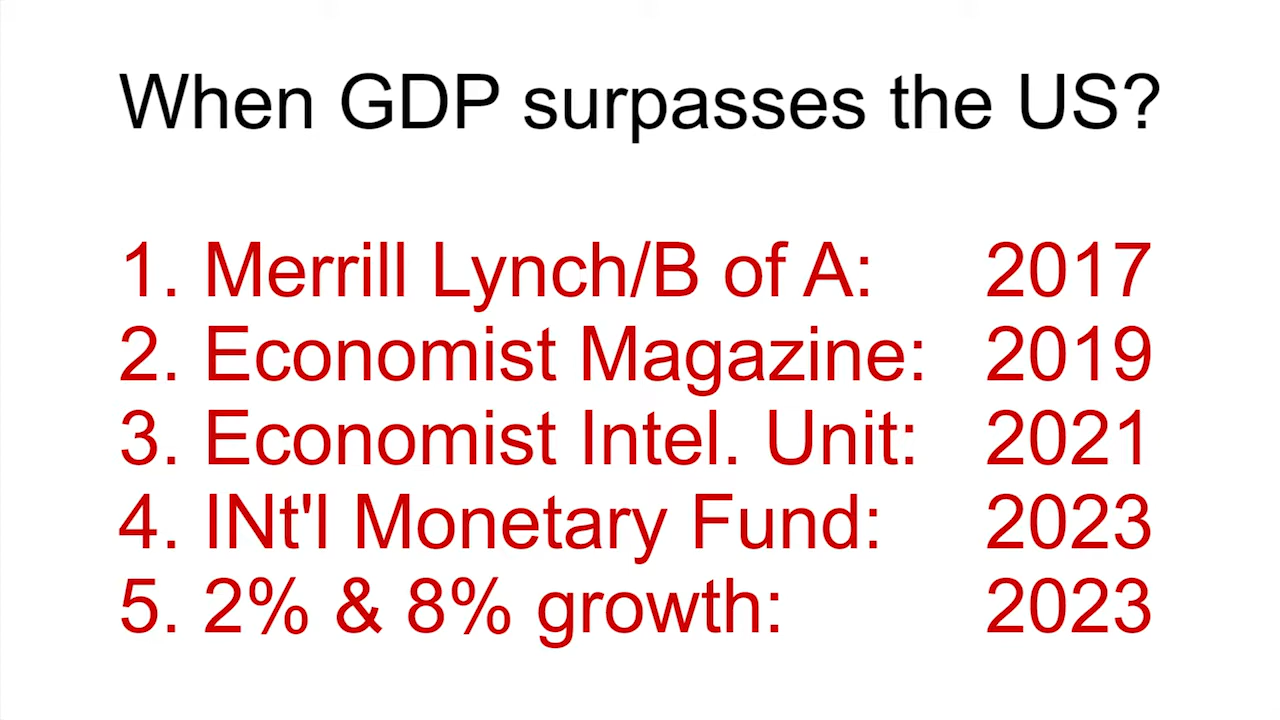 When GDP surpasses the US?
1. Merrill Lynch/B of A: 2017
2. Economist Magazine: 2019
3. Economist Intel. Unit: 2021
4. INt'l Monetary Fund: 2023
5. 2% & 8% growth: 2023